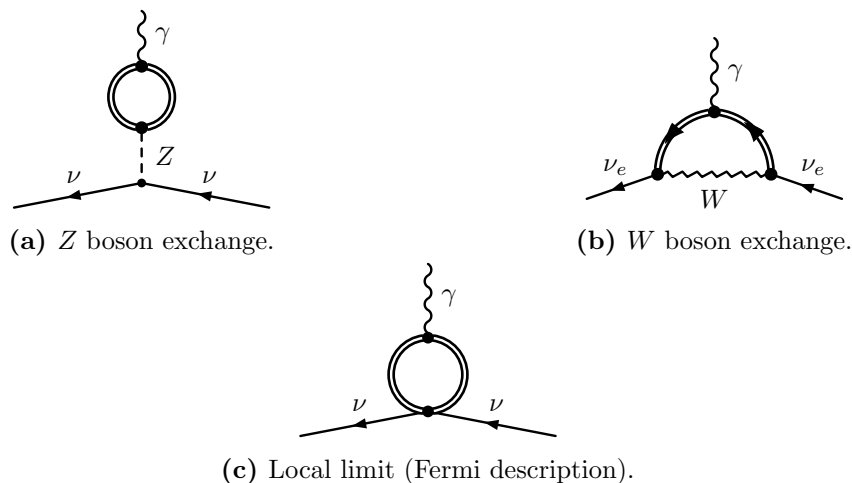 γ
Z
ν ν
(a) Z boson exchange.
γ
ν_e ν_e
W
(b) W boson exchange.
γ
ν ν
(c) Local limit (Fermi description).